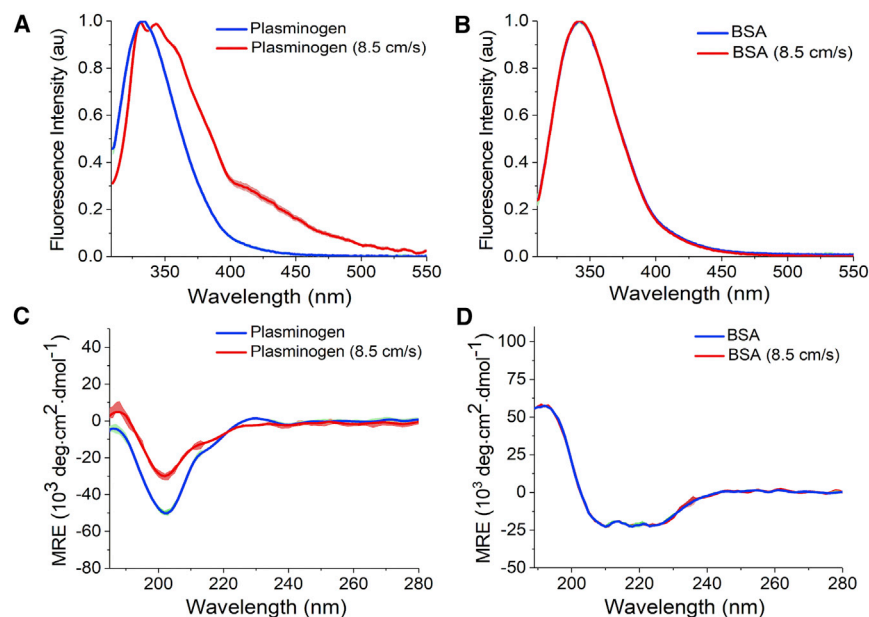 A
Plasminogen
Plasminogen (8.5 cm/s)
Fluorescence Intensity (au)
1.0
0.8
0.6
0.4
0.2
0.0
350 400 450 500 550
Wavelength (nm)
B
BSA
BSA (8.5 cm/s)
Fluorescence Intensity (au)
1.0
0.8
0.6
0.4
0.2
0.0
350 400 450 500 550
Wavelength (nm)
C
Plasminogen
Plasminogen (8.5 cm/s)
MRE (10³ deg·cm²·dmol⁻¹)
40
20
0
-20
-40
-60
-80
200 220 240 260 280
Wavelength (nm)
D
BSA
BSA (8.5 cm/s)
MRE (10³ deg·cm²·dmol⁻¹)
100
75
50
25
0
-25
-50
200 220 240 260 280
Wavelength (nm)